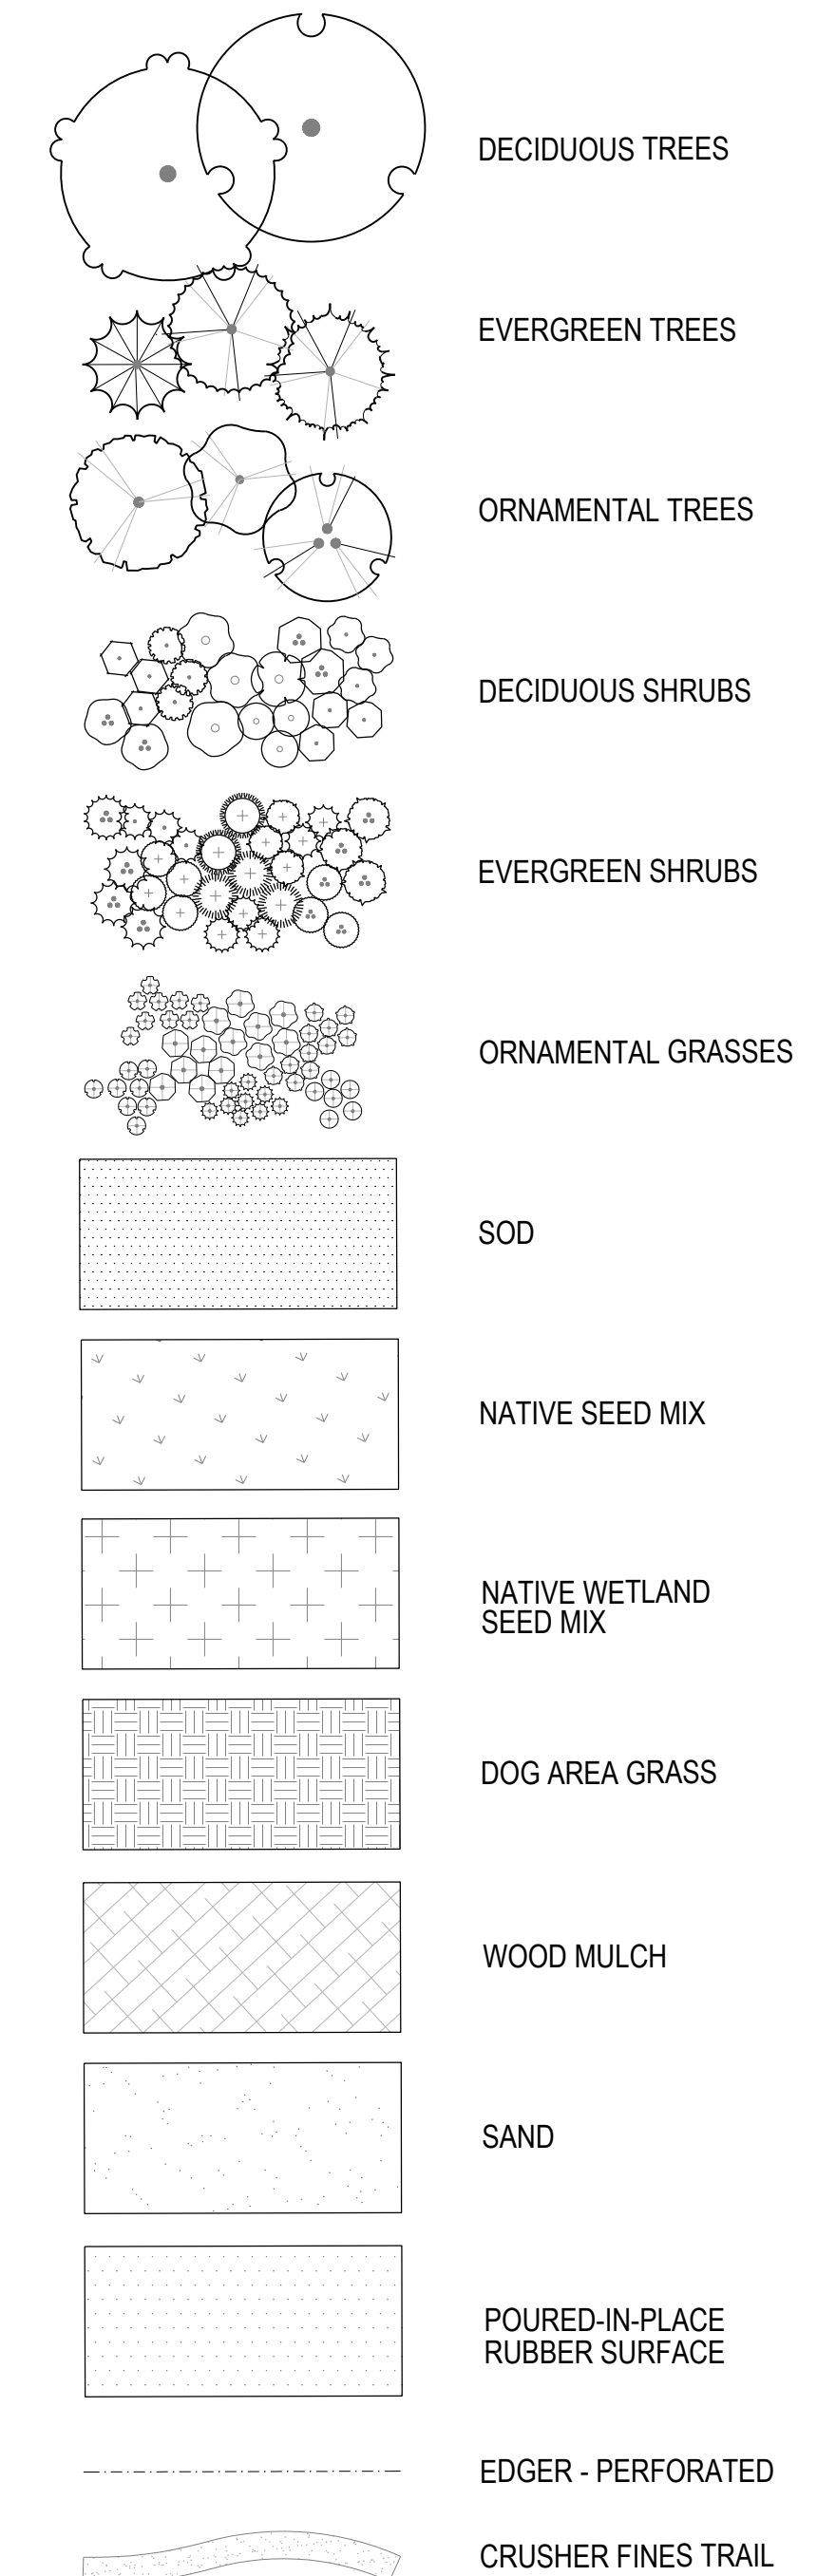 DECIDUOUS TREES
EVERGREEN TREES
ORNAMENTAL TREES
DECIDUOUS SHRUBS
EVERGREEN SHRUBS
ORNAMENTAL GRASSES
SOD
NATIVE SEED MIX
NATIVE WETLAND
SEED MIX
DOG AREA GRASS
WOOD MULCH
SAND
POURED-IN-PLACE
RUBBER SURFACE
EDGER - PERFORATED
CRUSHER FINES TRAIL